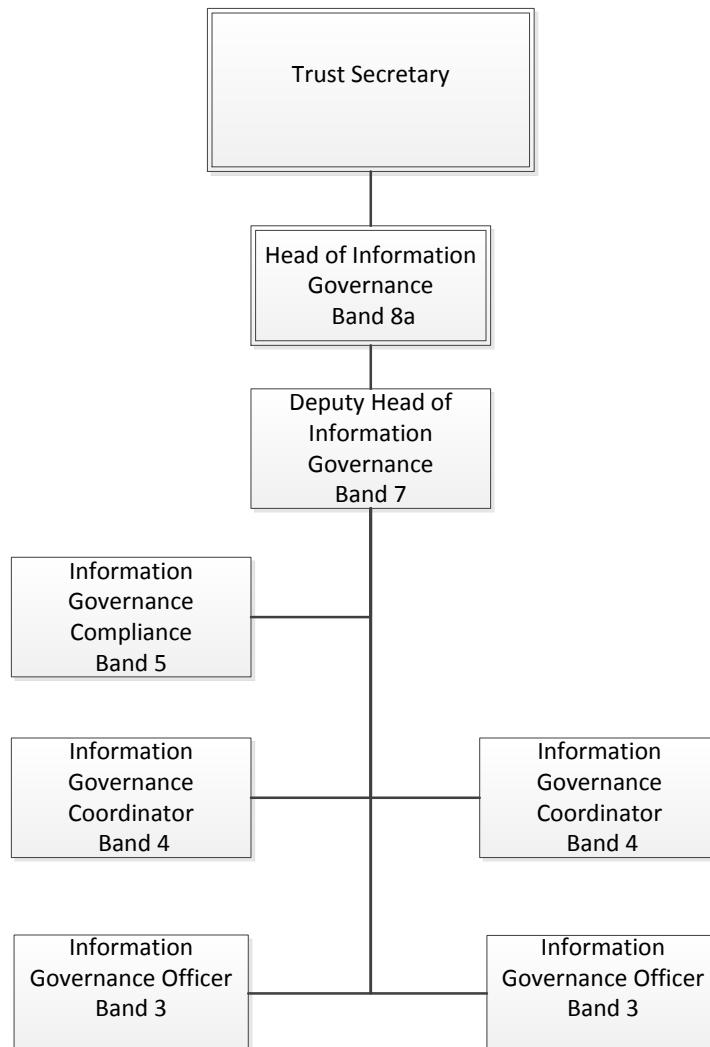 Trust Secretary
Head of Information
Governance
Band 8a
Deputy Head of
Information
Governance
Band 7
Information
Governance
Compliance
Band 5
Information
Governance
Coordinator
Band 4
Information
Governance
Coordinator
Band 4
Information
Governance Officer
Band 3
Information
Governance Officer
Band 3